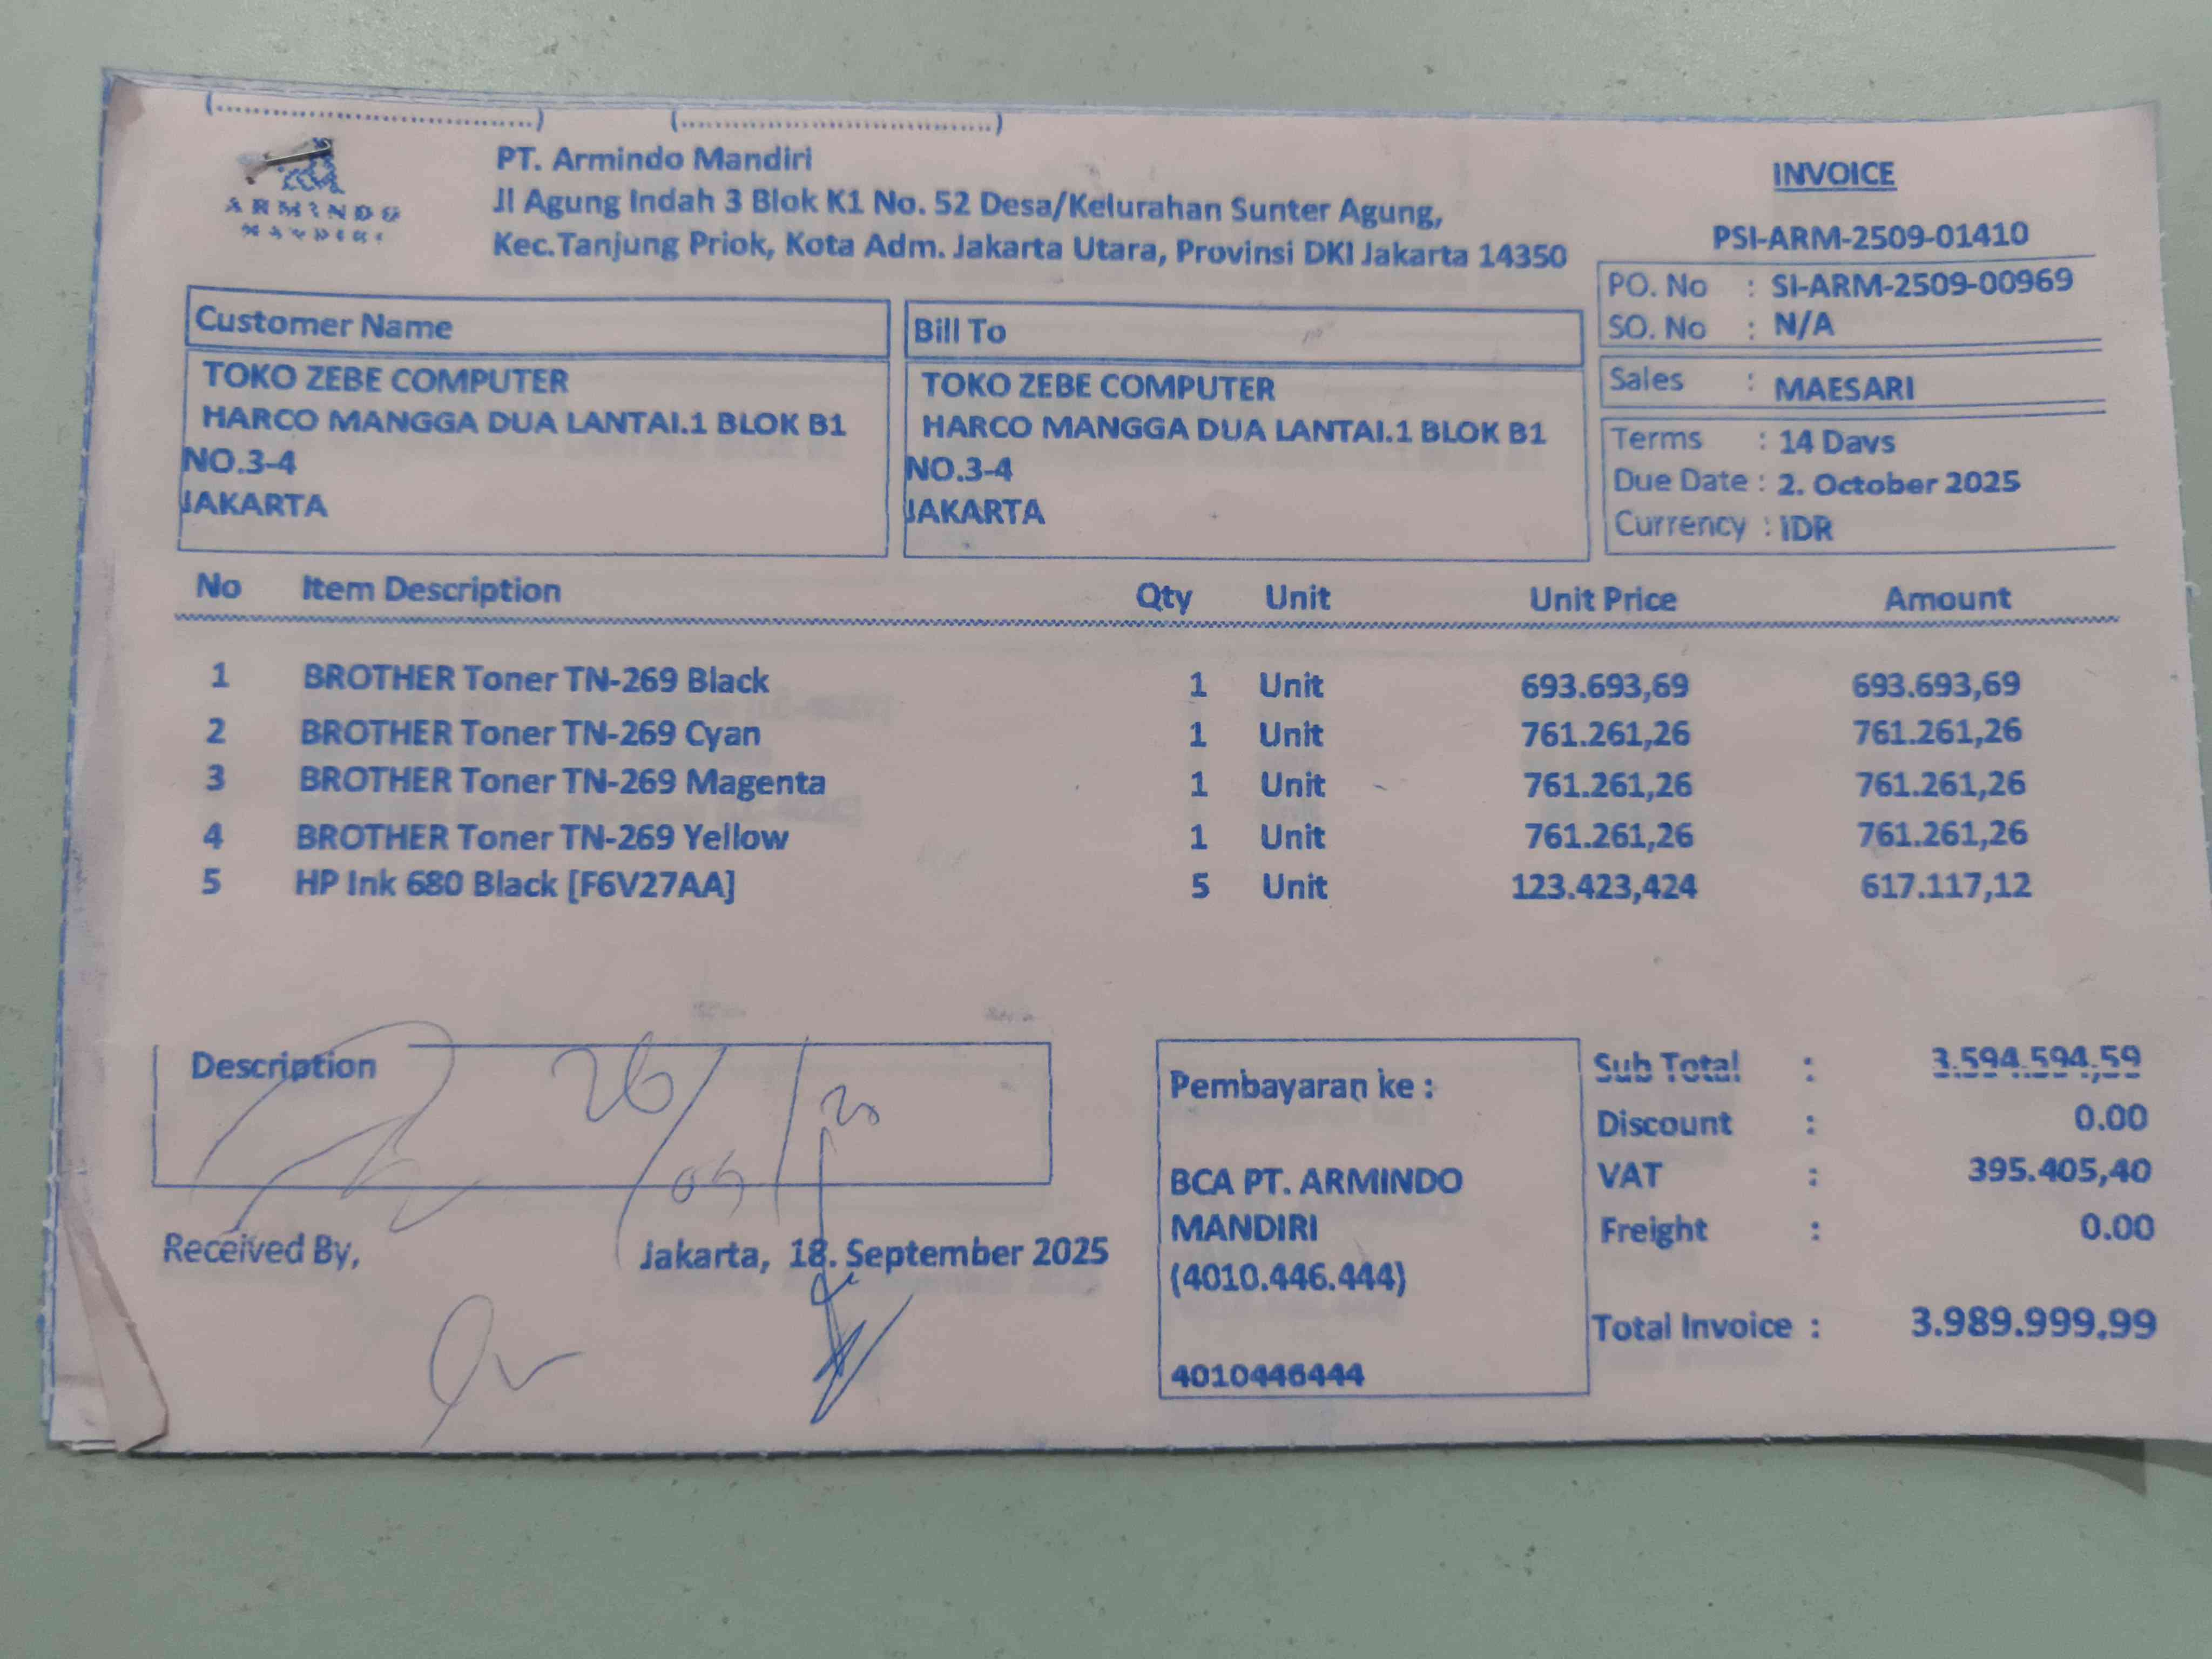 (..................................) (..................................)
ARMINDO
MANDIRI
PT. Armindo Mandiri
Jl Agung Indah 3 Blok K1 No. 52 Desa/Kelurahan Sunter Agung,
Kec.Tanjung Priok, Kota Adm. Jakarta Utara, Provinsi DKI Jakarta 14350
INVOICE
PSI-ARM-2509-01410
PO. No : SI-ARM-2509-00969
SO. No : N/A
Sales : MAESARI
Terms : 14 Days
Due Date : 2. October 2025
Currency : IDR
Customer Name
TOKO ZEBE COMPUTER
HARCO MANGGA DUA LANTAI.1 BLOK B1
NO.3-4
JAKARTA
Bill To
TOKO ZEBE COMPUTER
HARCO MANGGA DUA LANTAI.1 BLOK B1
NO.3-4
JAKARTA
No Item Description Qty Unit Unit Price Amount
1 BROTHER Toner TN-269 Black 1 Unit 693.693,69 693.693,69
2 BROTHER Toner TN-269 Cyan 1 Unit 761.261,26 761.261,26
3 BROTHER Toner TN-269 Magenta 1 Unit 761.261,26 761.261,26
4 BROTHER Toner TN-269 Yellow 1 Unit 761.261,26 761.261,26
5 HP Ink 680 Black [F6V27AA] 5 Unit 123.423,424 617.117,12
Description
26/09/25
Received By,
Jakarta, 18. September 2025
Pembayaran ke :
BCA PT. ARMINDO
MANDIRI
(4010.446.444)
4010446444
Sub Total : 3.594.594,59
Discount : 0.00
VAT : 395.405,40
Freight : 0.00
Total Invoice : 3.989.999,99